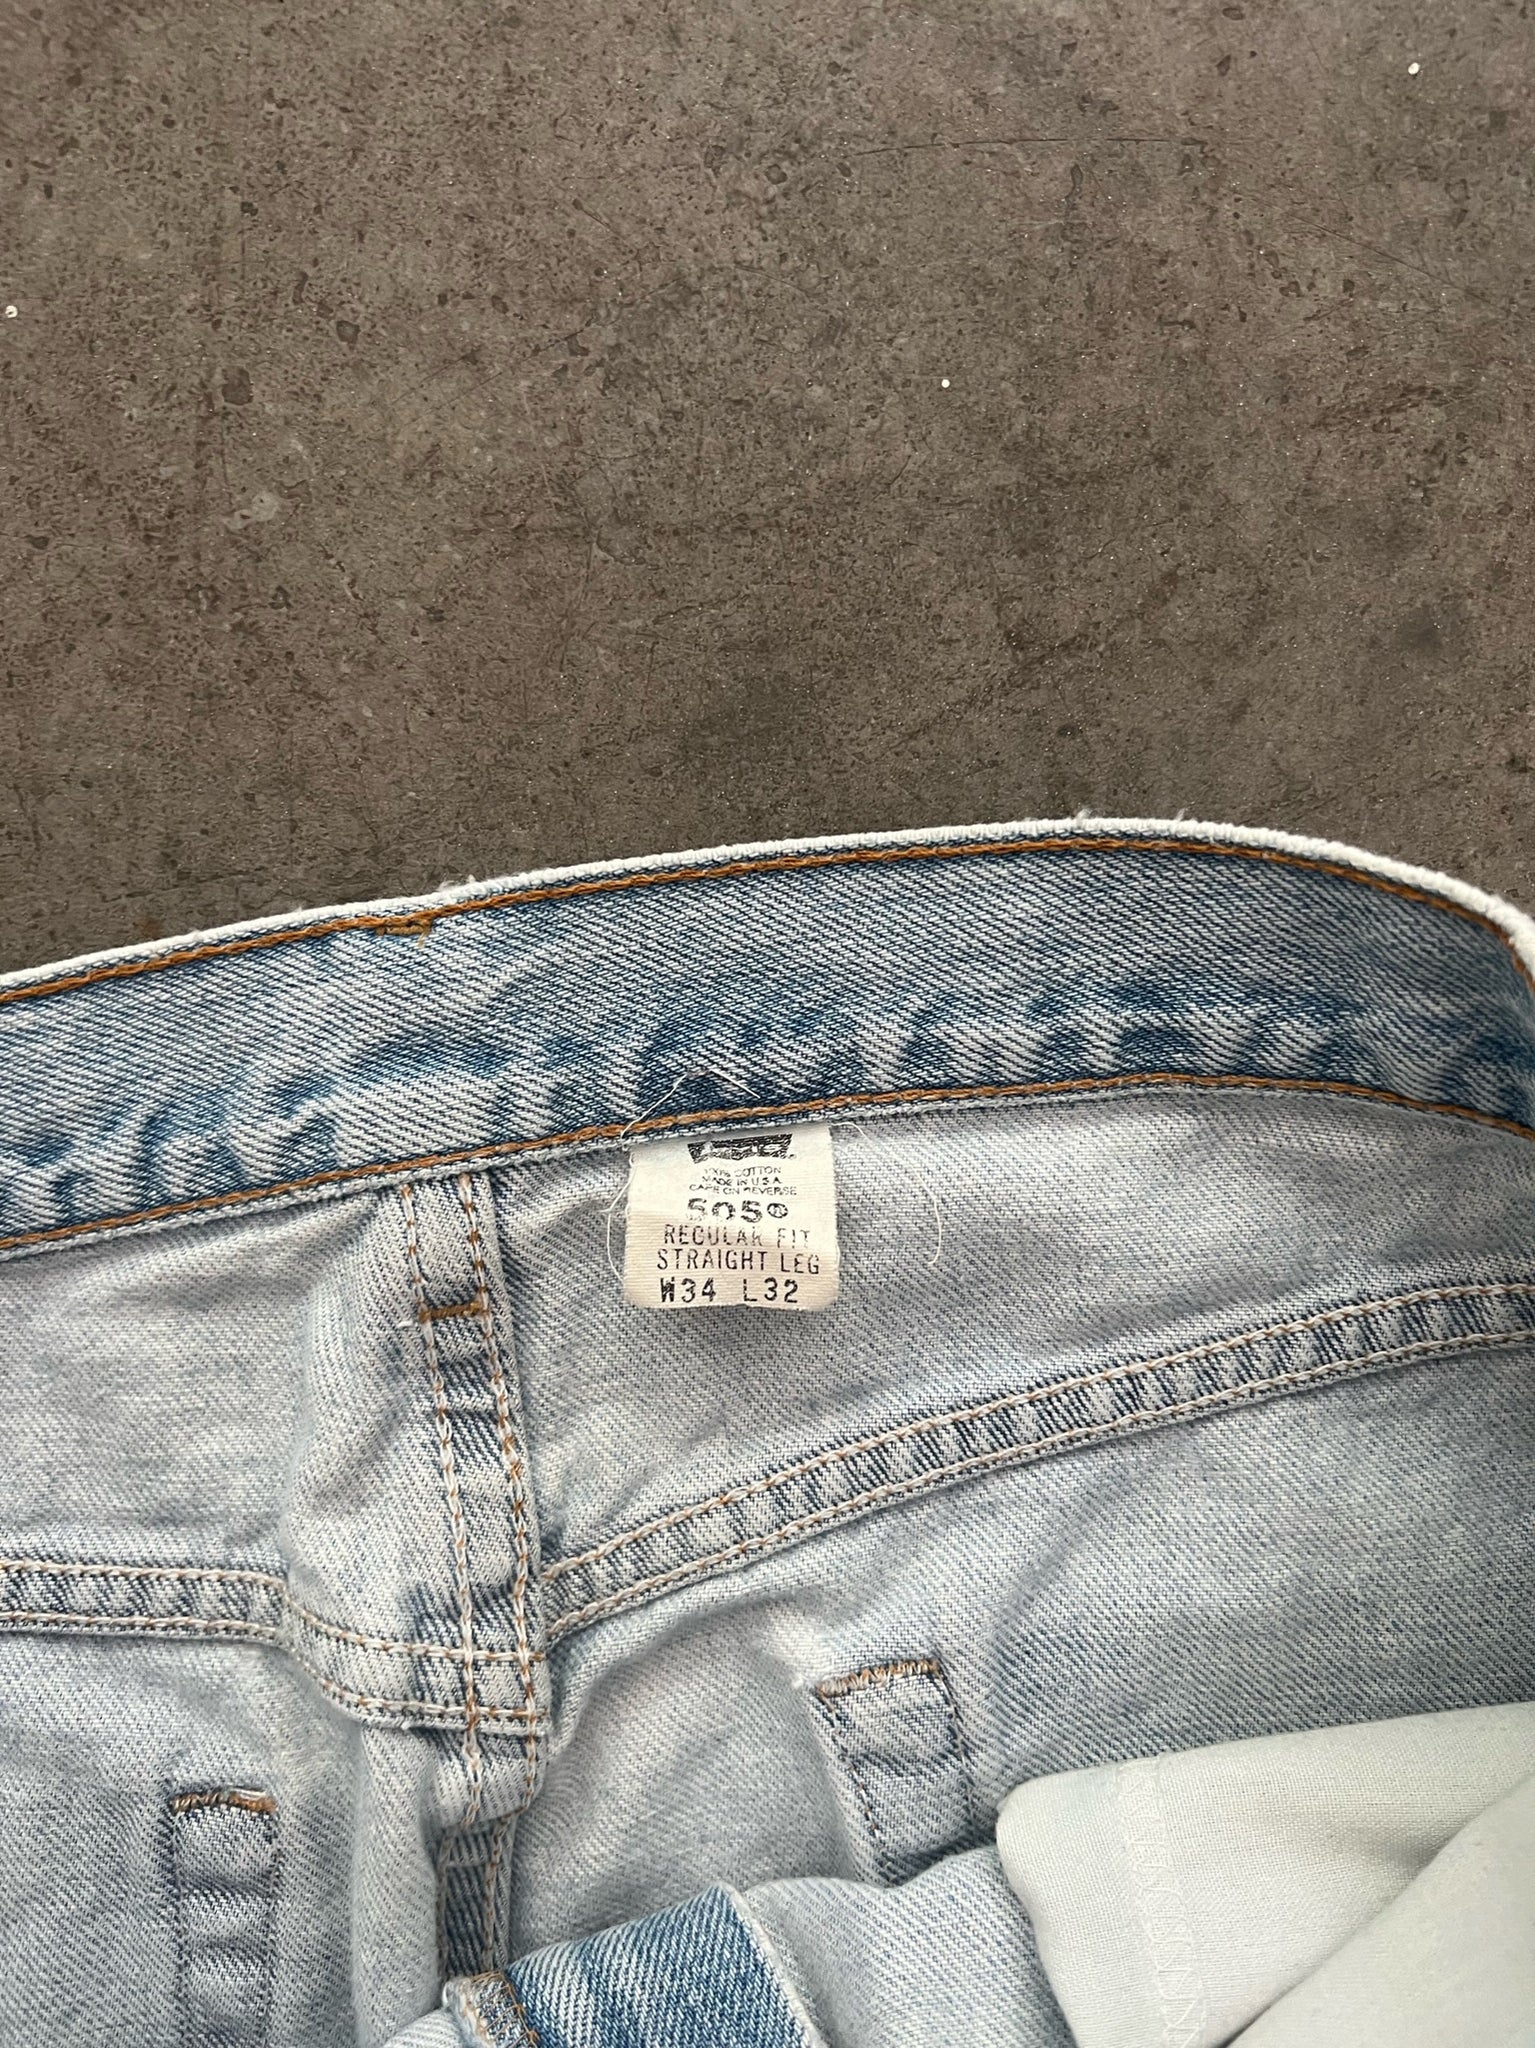 100% COTTON
MADE IN U.S.A.
CARE ON REVERSE
505®
REGULAR FIT
STRAIGHT LEG
W34 L32